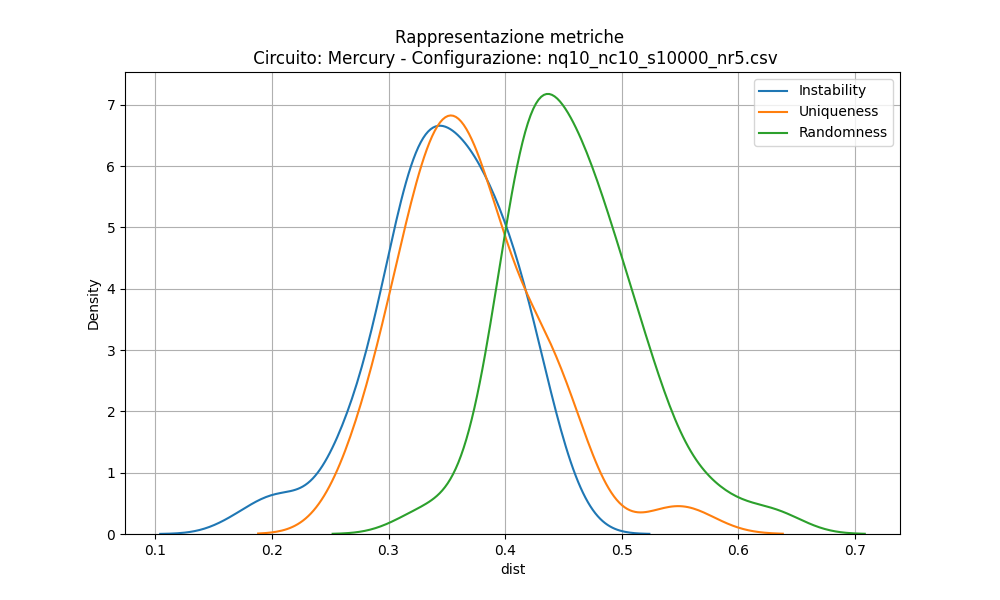 Rappresentazione metriche
Circuito: Mercury - Configurazione: nq10_nc10_s10000_nr5.csv
Instability
Uniqueness
Randomness
7
6
5
4
3
2
1
0
Density
0.1 0.2 0.3 0.4 0.5 0.6 0.7
dist